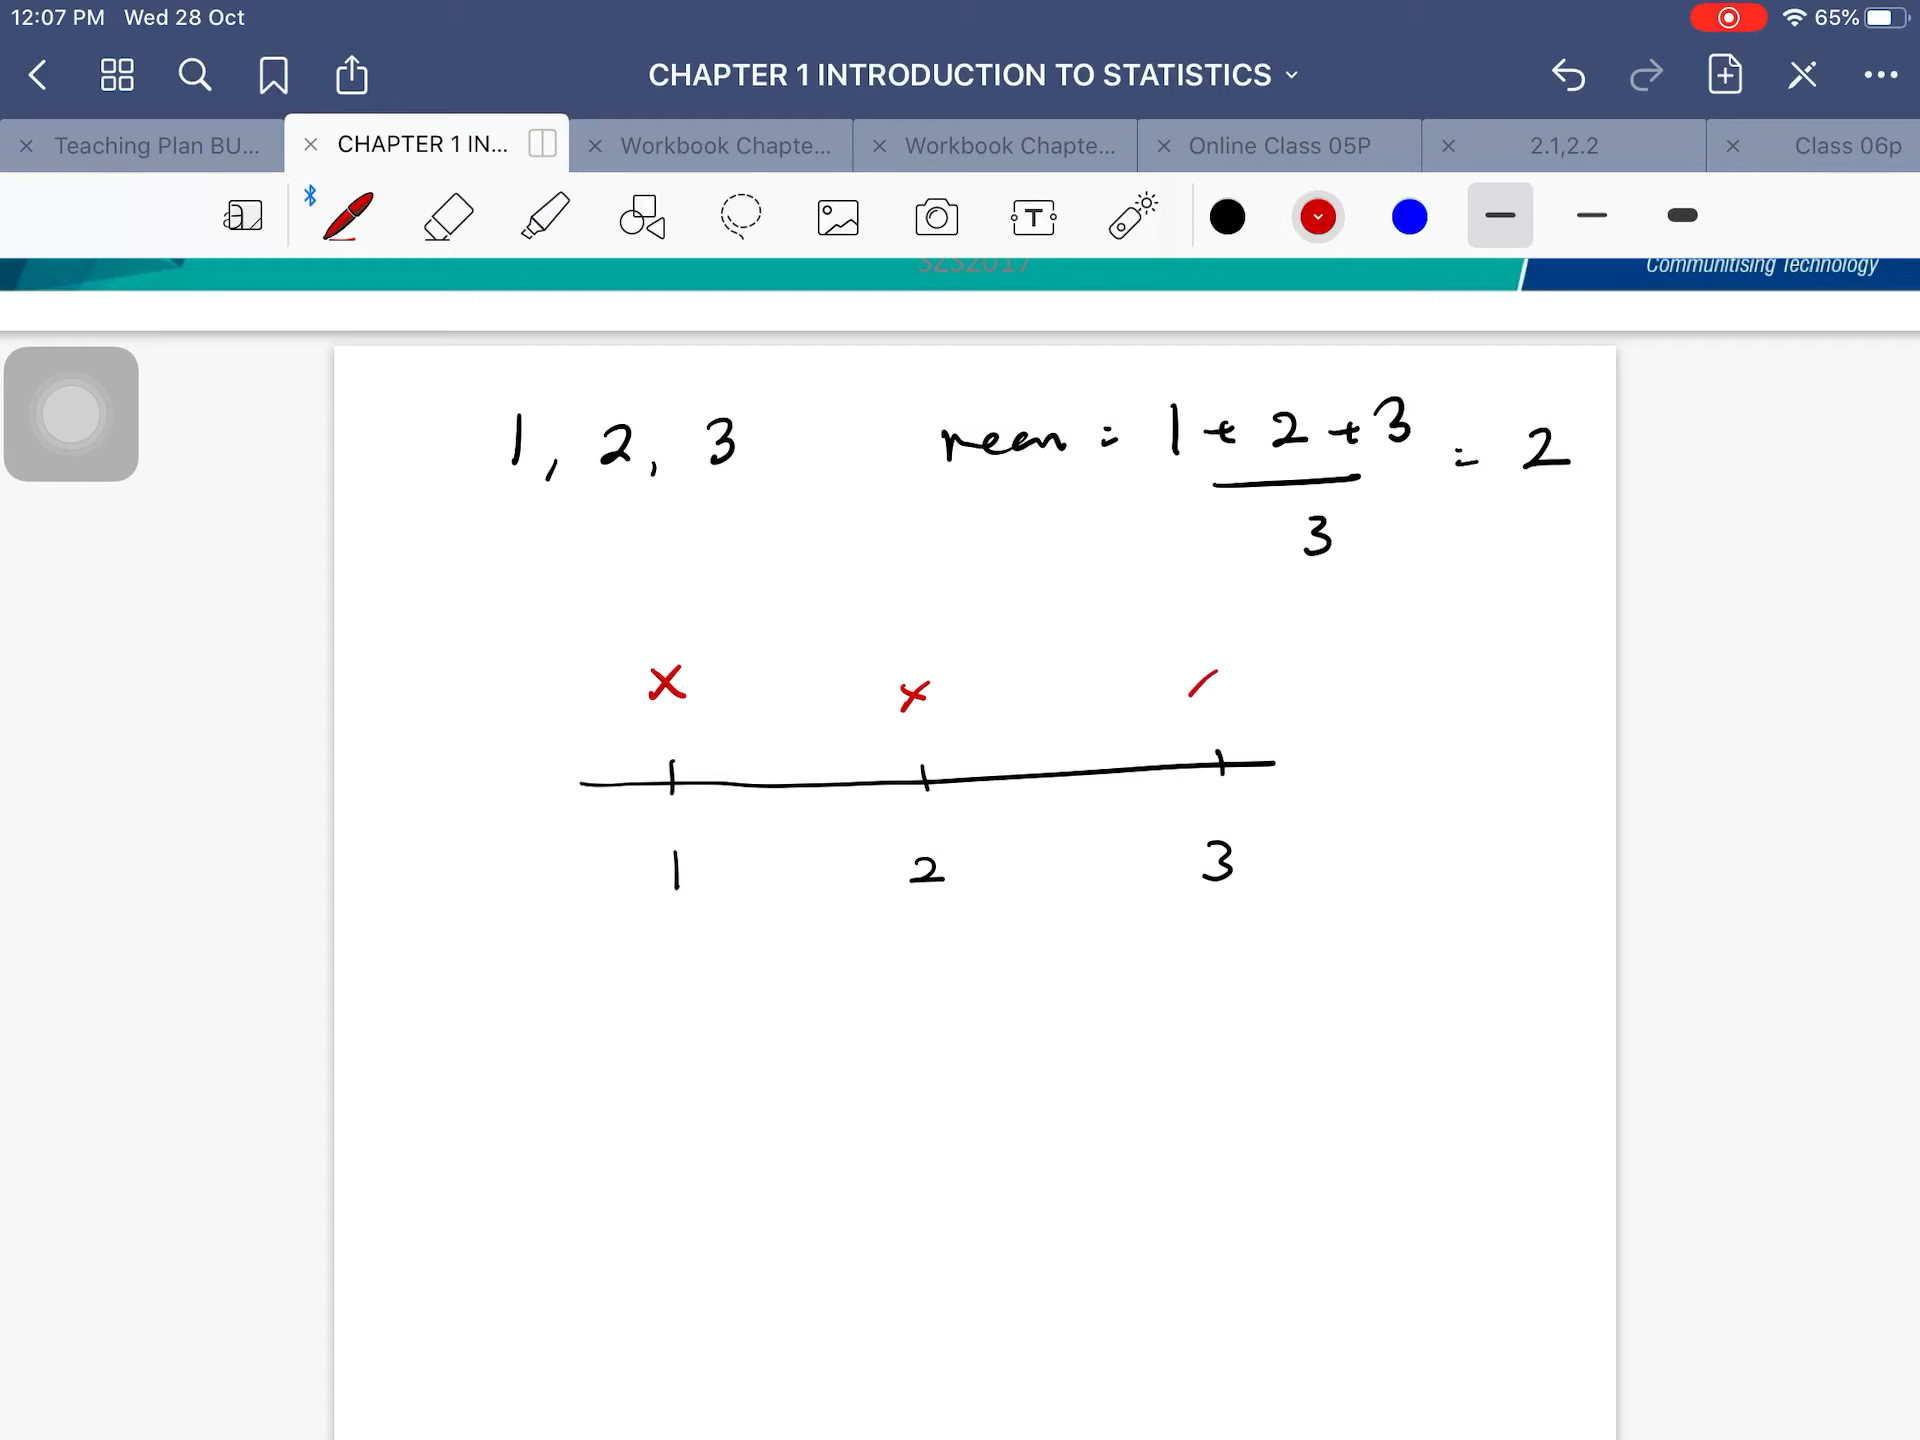 12:07 PM Wed 28 Oct 65%
CHAPTER 1 INTRODUCTION TO STATISTICS
Teaching Plan BU... CHAPTER 1 IN... Workbook Chapte... Workbook Chapte... Online Class 05P 2.1,2.2 Class 06p
T
SZS2017 Communitising Technology
1, 2, 3 mean = 1 + 2 + 3 = 2
3
x x
1 2 3